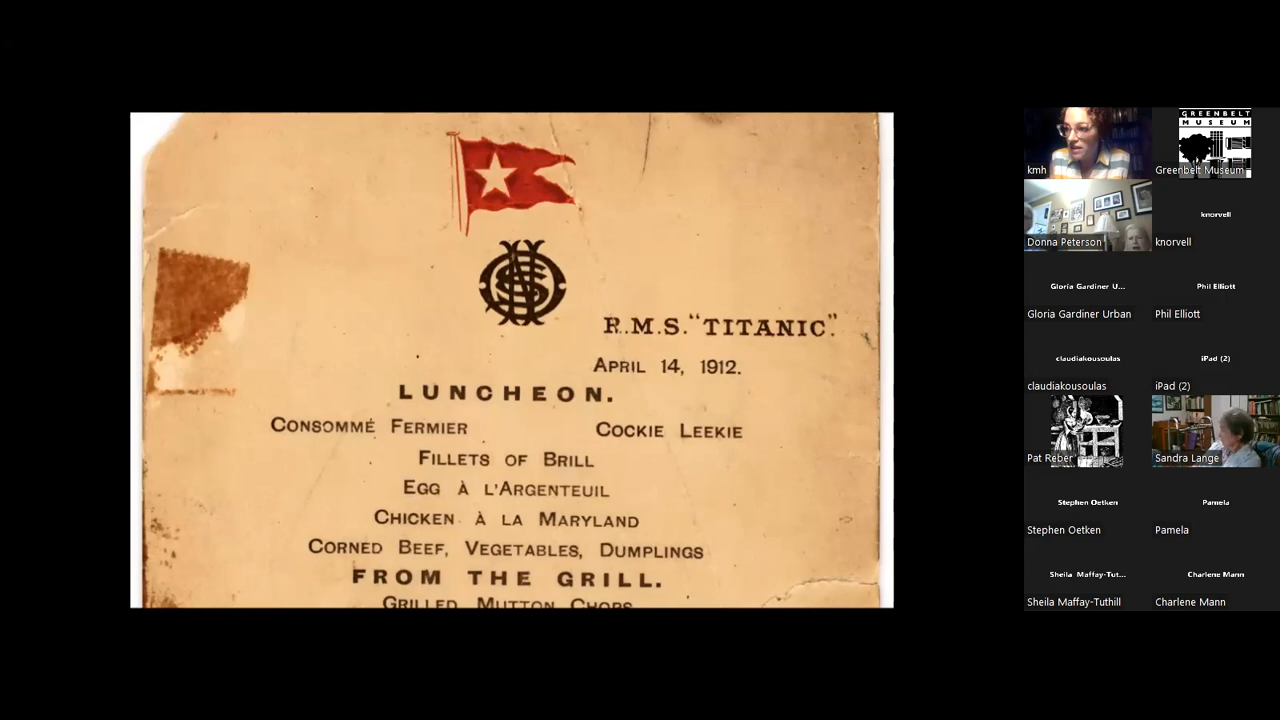 R.M.S. "TITANIC."
APRIL 14, 1912.
LUNCHEON.
CONSOMMÉ FERMIER COCKIE LEEKIE
FILLETS OF BRILL
EGG À L'ARGENTEUIL
CHICKEN À LA MARYLAND
CORNED BEEF, VEGETABLES, DUMPLINGS
FROM THE GRILL.
GRILLED MUTTON CHOPS
kmh
GREENBELT
MUSEUM
Greenbelt Museum
Donna Peterson
knorvell
knorvell
Gloria Gardiner U...
Gloria Gardiner Urban
Phil Elliott
Phil Elliott
claudiakousoulas
claudiakousoulas
iPad (2)
iPad (2)
Pat Reber
Sandra Lange
Stephen Oetken
Stephen Oetken
Pamela
Pamela
Sheila Maffay-Tut...
Sheila Maffay-Tuthill
Charlene Mann
Charlene Mann